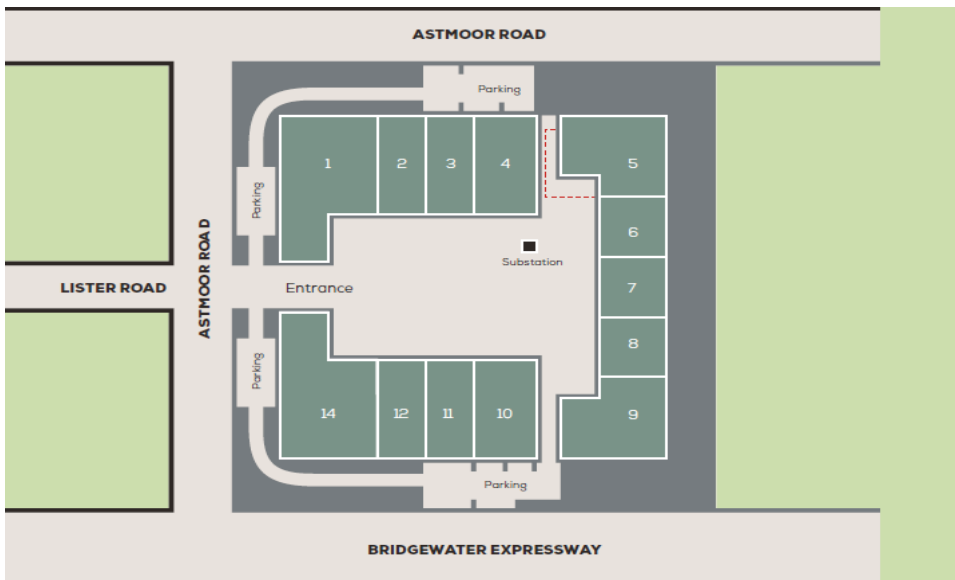 ASTMOOR ROAD
Parking
1
2
3
4
5
Parking
6
Substation
ASTMOOR ROAD
LISTER ROAD
Entrance
7
8
Parking
14
12
11
10
9
Parking
BRIDGEWATER EXPRESSWAY